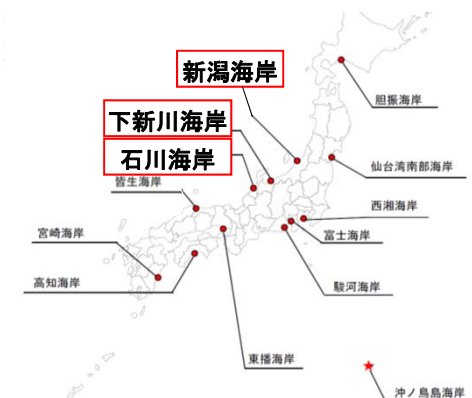 新潟海岸
胆振海岸
下新川海岸
石川海岸
仙台湾南部海岸
皆生海岸
西湘海岸
宮崎海岸
富士海岸
高知海岸
駿河海岸
東播海岸
沖ノ鳥島海岸